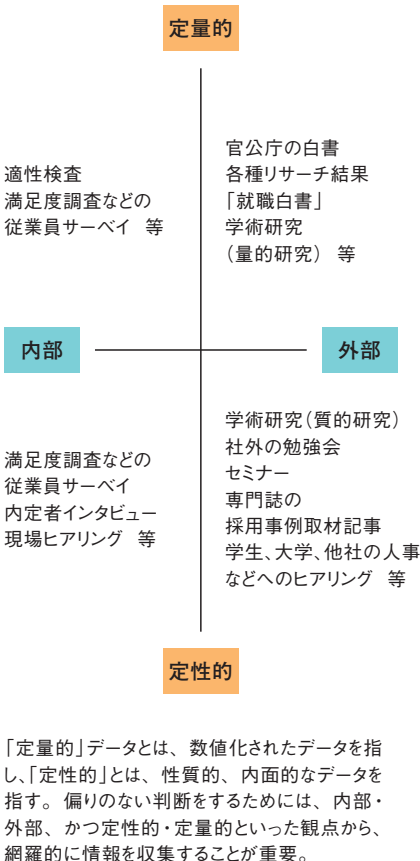 定量的
適性検査
満足度調査などの
従業員サーベイ 等
官公庁の白書
各種リサーチ結果
「就職白書」
学術研究
（量的研究） 等
内部
外部
満足度調査などの
従業員サーベイ
内定者インタビュー
現場ヒアリング 等
学術研究（質的研究）
社外の勉強会
セミナー
専門誌の
採用事例取材記事
学生、大学、他社の人事
などへのヒアリング 等
定性的
「定量的」データとは、数値化されたデータを指
し、「定性的」とは、性質的、内面的なデータを
指す。偏りのない判断をするためには、内部・
外部、かつ定性的・定量的といった観点から、
網羅的に情報を収集することが重要。